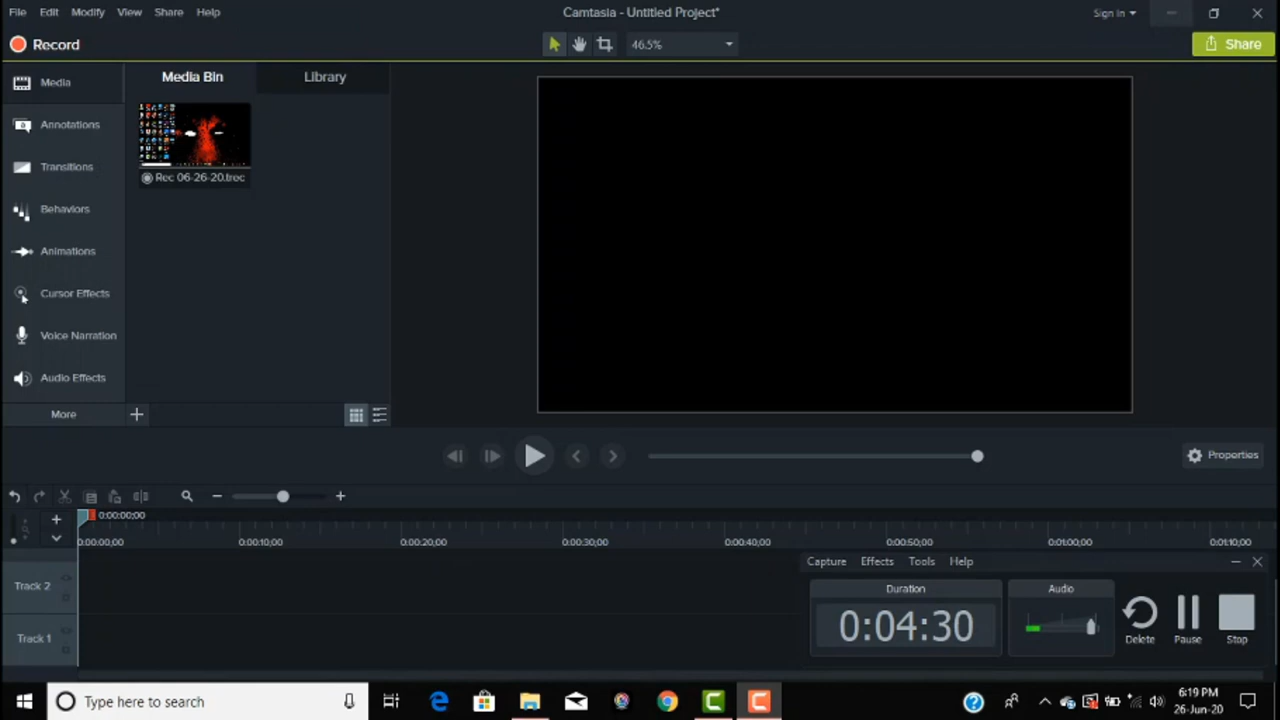 File Edit Modify View Share Help
Camtasia - Untitled Project*
Sign in
Record
46.5%
Share
Media
Media Bin
Library
Annotations
Transitions
Rec 06-26-20.trec
Behaviors
Animations
Cursor Effects
Voice Narration
Audio Effects
More
Properties
0:00:00;00
0:00:00;00 0:00:10;00 0:00:20;00 0:00:30;00 0:00:40;00 0:00:50;00 0:01:00;00 0:01:10;00
Capture Effects Tools Help
Track 2
Duration
Audio
0:04:30
Delete Pause Stop
Track 1
Type here to search
6:19 PM
26-Jun-20